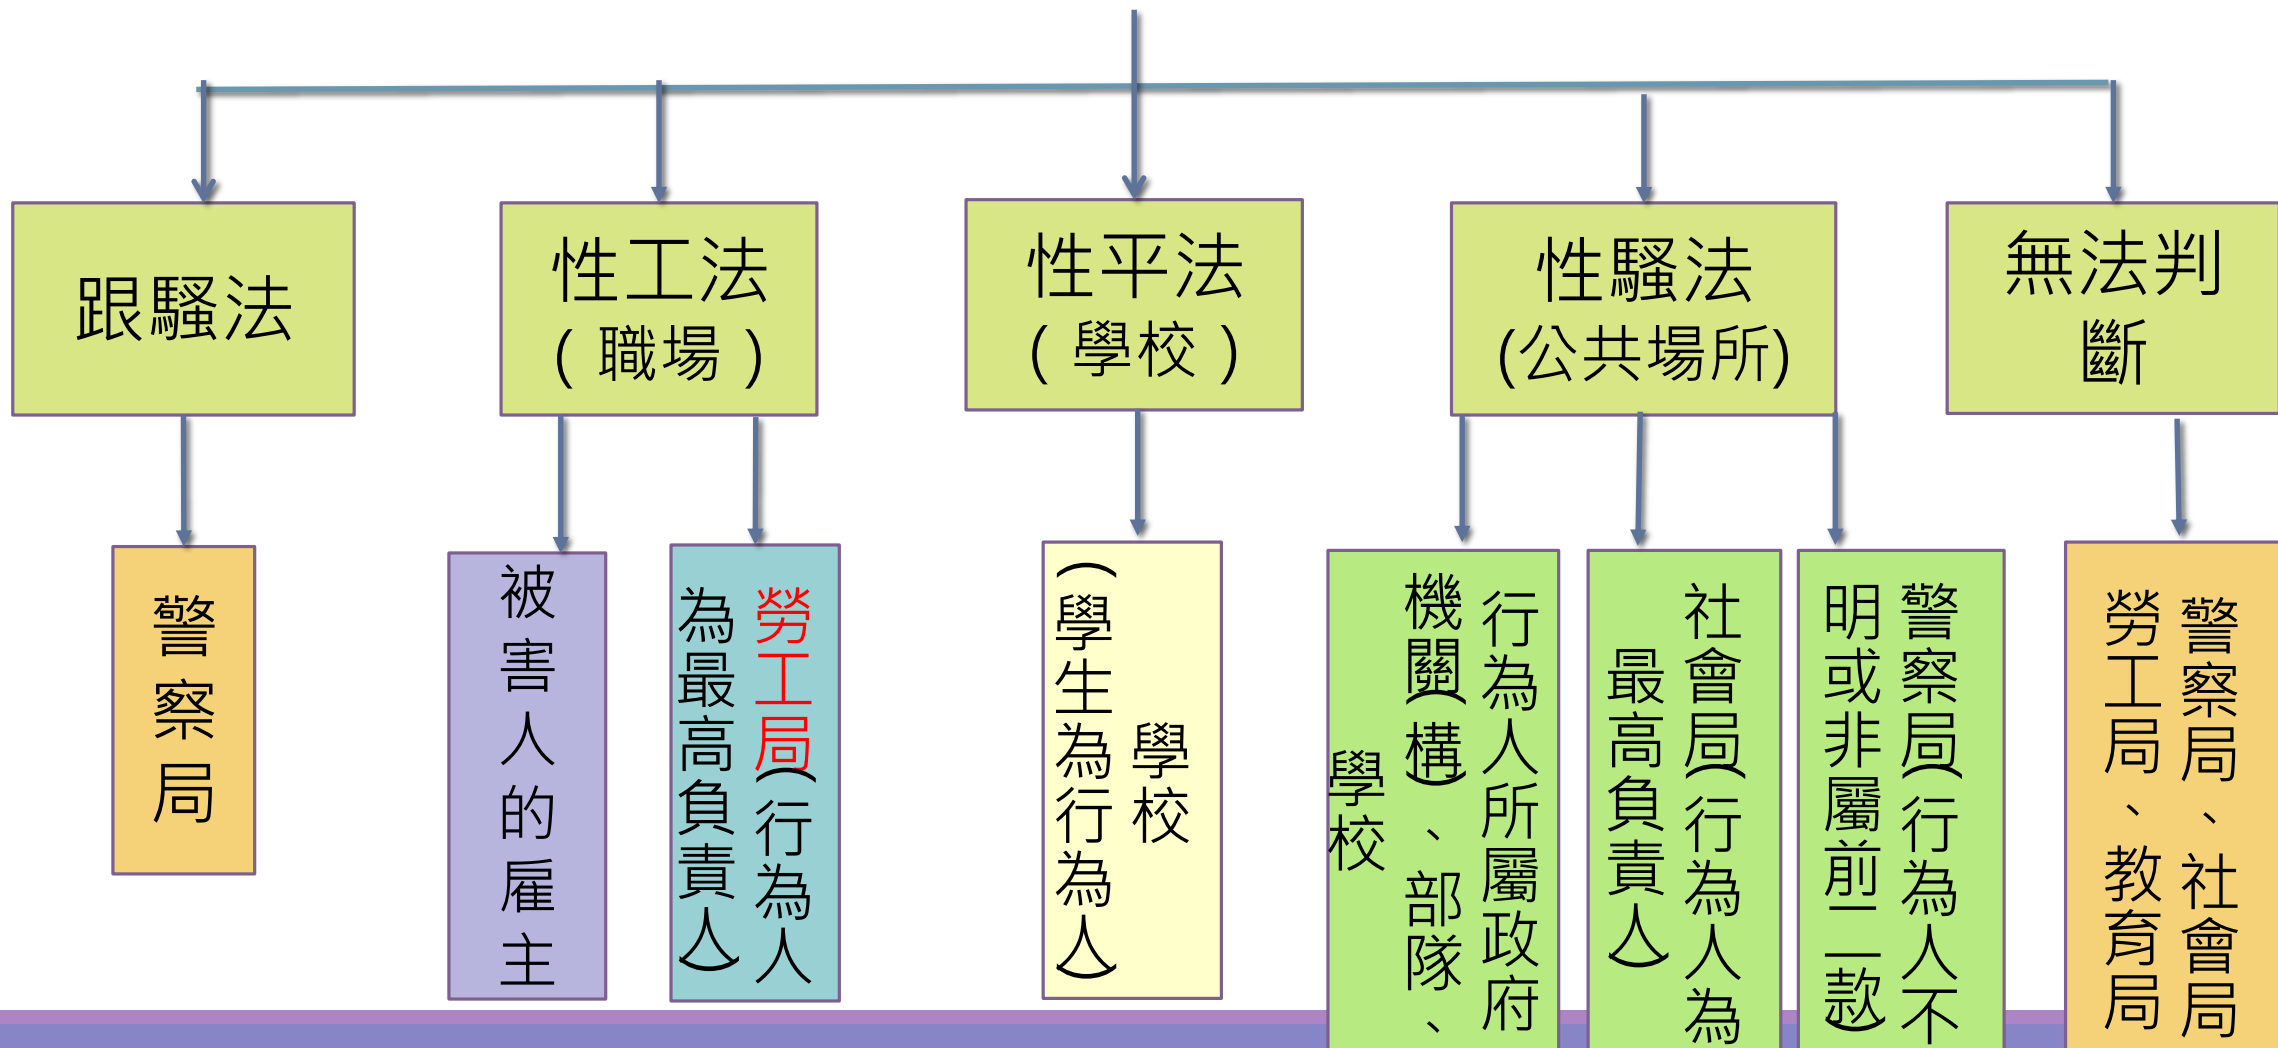 跟騷法
性工法
( 職場 )
性平法
( 學校 )
性騷法
(公共場所)
無法判
斷
警察局
被害人的雇主
勞工局(行為人
為最高負責人)
學校
(學生為行為人)
行為人所屬政府
機關(構)、部隊、
學校
社會局(行為人為
最高負責人)
警察局(行為人不
明或非屬前二款)
警察局、社會局
勞工局、教育局